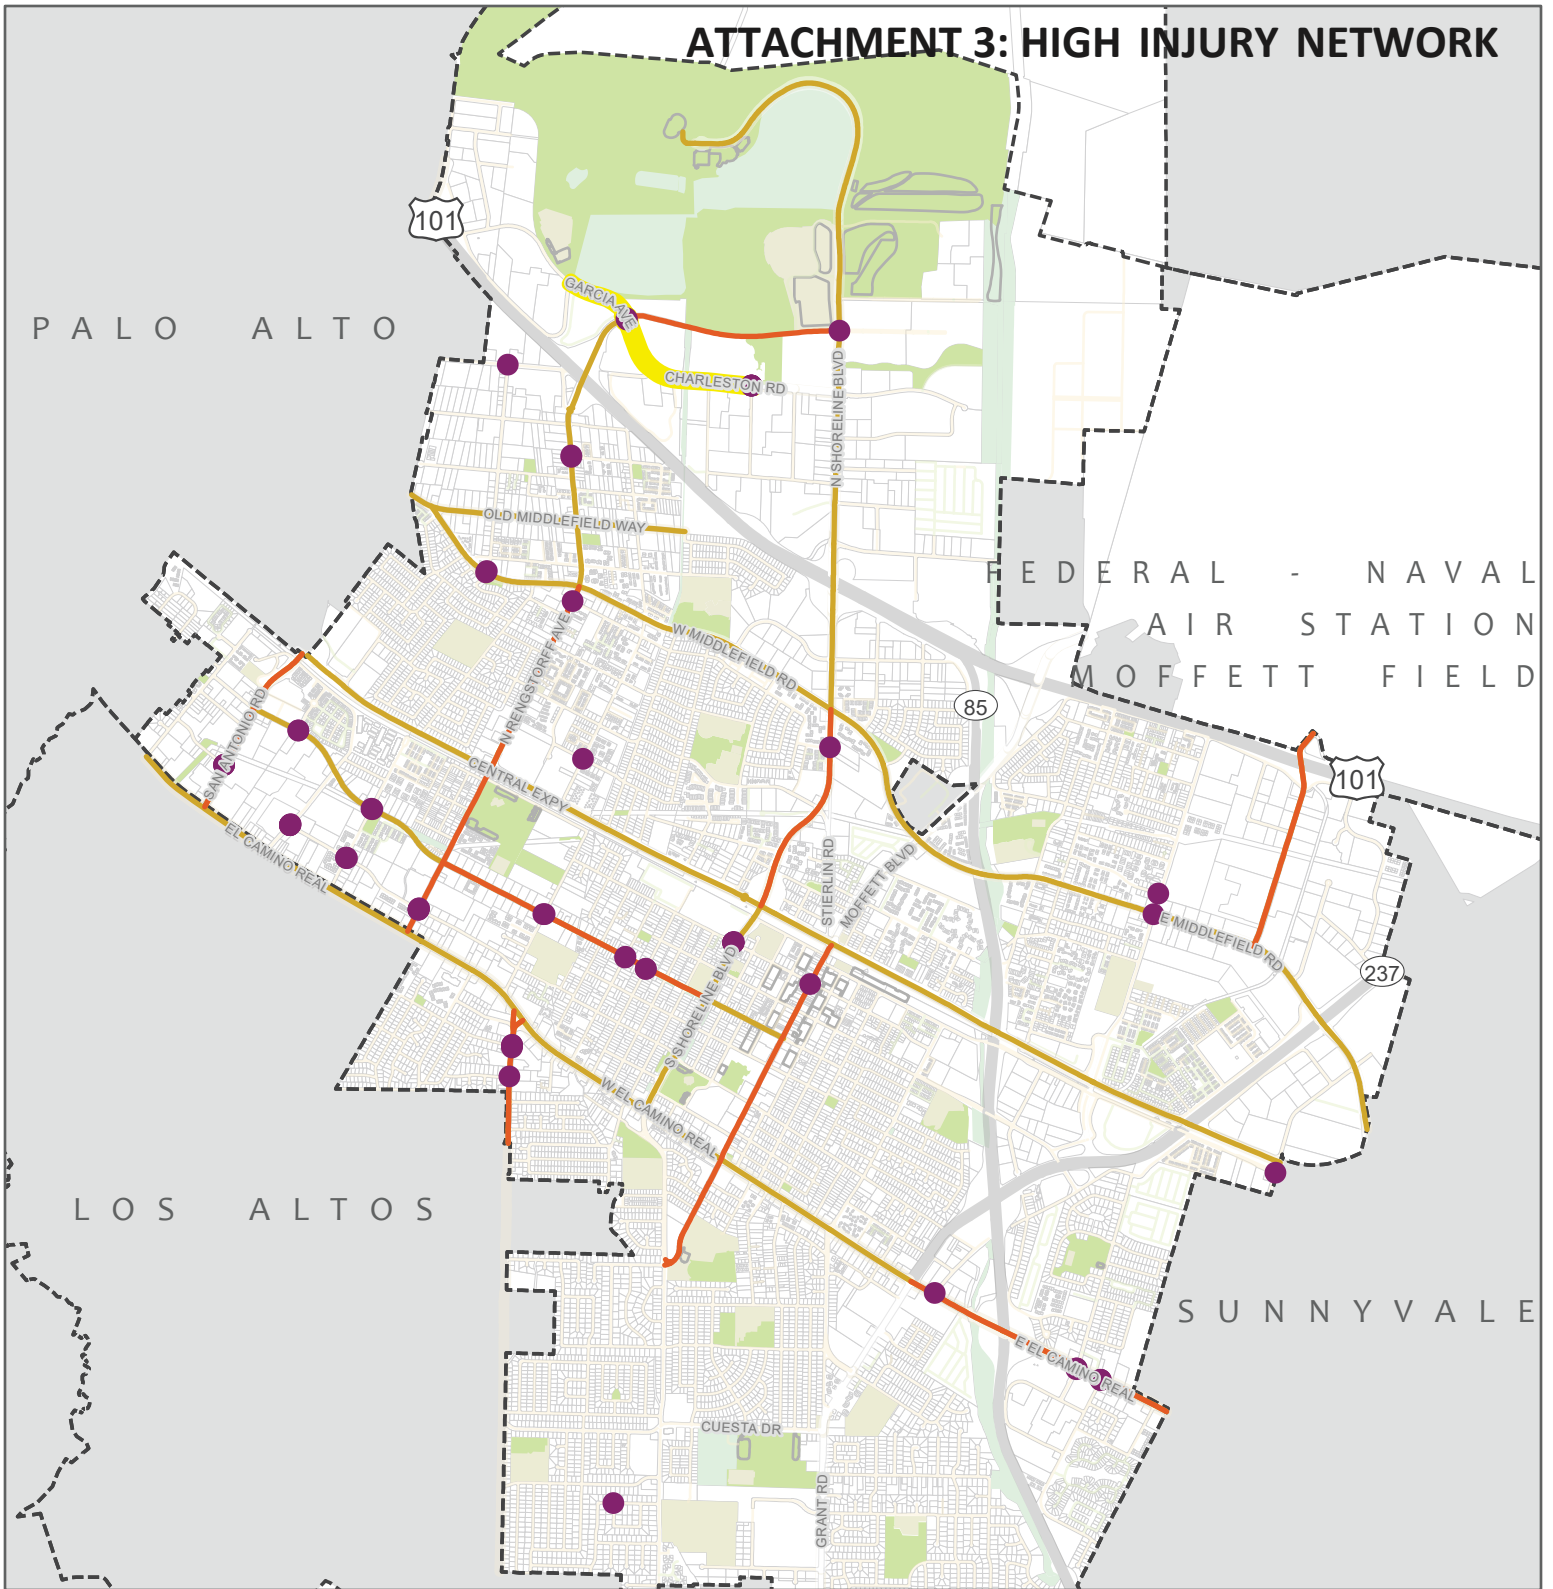 ATTACHMENT 3: HIGH INJURY NETWORK
101
GARCIA AVE
PALO ALTO
CHARLESTON RD
N SHORELINE BLVD
OLD MIDDLEFIELD WAY
FEDERAL - NAVAL
AIR STATION
MOFFETT FIELD
W MIDDLEFIELD RD
N RENGSTORFF AVE
SAN ANTONIO RD
85
101
CENTRAL EXPY
EL CAMINO REAL
STIERLIN RD
MOFFETT BLVD
E MIDDLEFIELD RD
237
S SHORELINE BLVD
W EL CAMINO REAL
LOS ALTOS
SUNNYVALE
E EL CAMINO REAL
CUESTA DR
GRANT RD